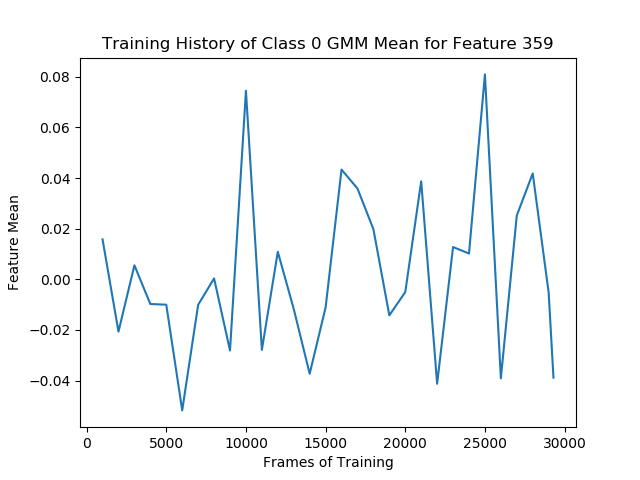 Training History of Class 0 GMM Mean for Feature 359
0.08
0.06
0.04
0.02
0.00
−0.02
−0.04
Feature Mean
0 5000 10000 15000 20000 25000 30000
Frames of Training